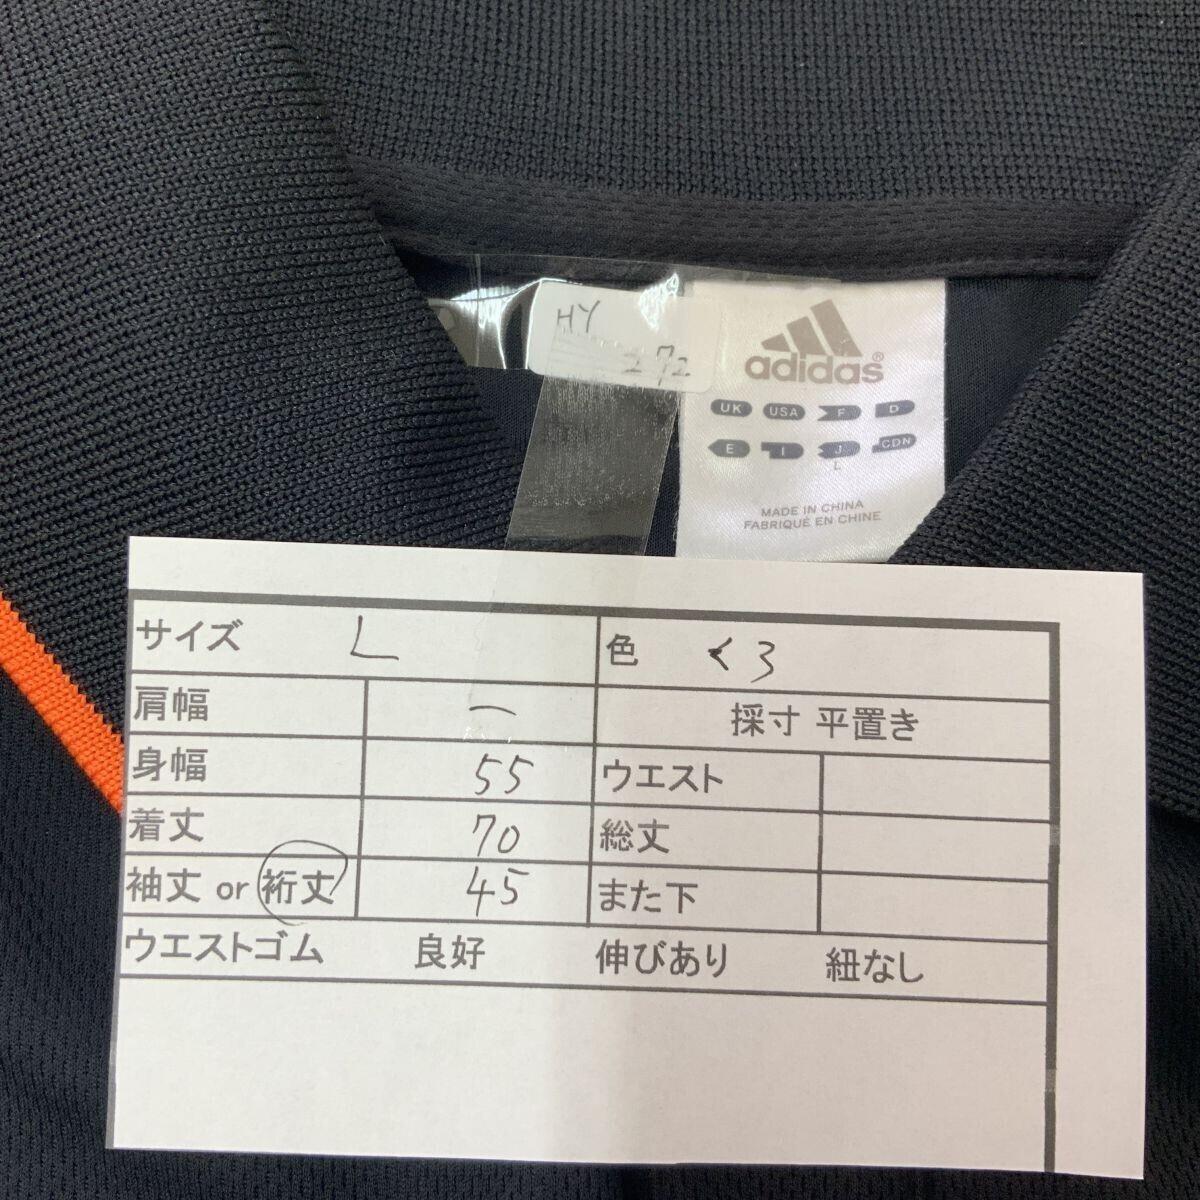 HY
272
adidas®
UK USA F D
E I J CDN
L
MADE IN CHINA
FABRIQUÉ EN CHINE
サイズ L 色 くろ
肩幅 ー 採寸 平置き
身幅 55 ウエスト
着丈 70 総丈
袖丈 or 裄丈 45 また下
ウエストゴム 良好 伸びあり 紐なし